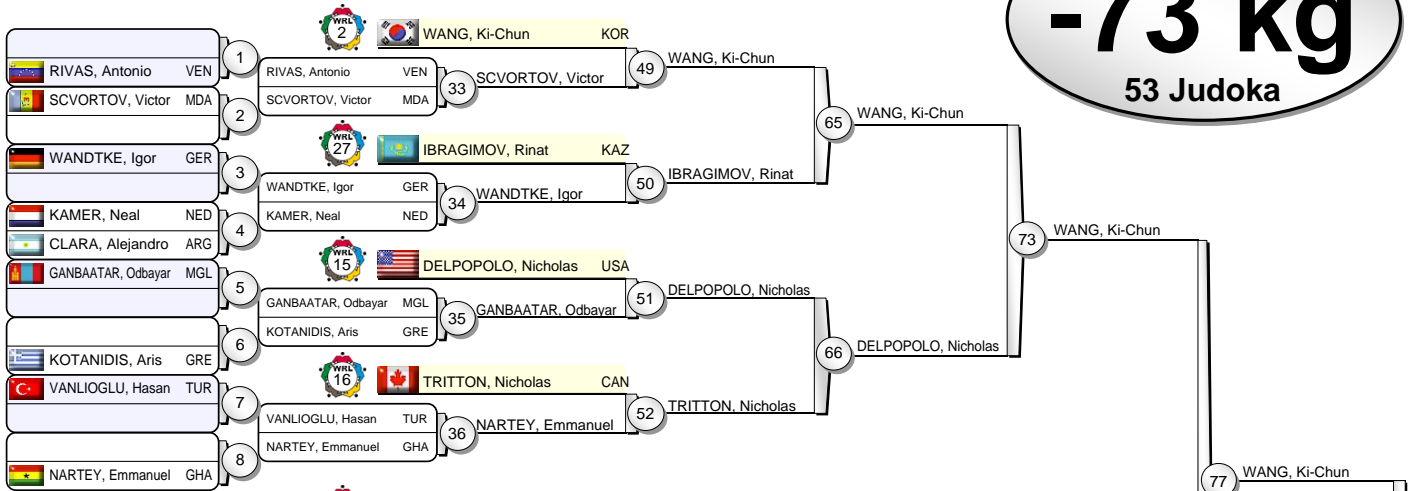 -73 kg
53 Judoka
RIVAS, Antonio VEN
1
SCVORTOV, Victor MDA
2
WANDTKE, Igor GER
3
KAMER, Neal NED
CLARA, Alejandro ARG
4
GANBAATAR, Odbayar MGL
5
KOTANIDIS, Aris GRE
6
VANLIOGLU, Hasan TUR
7
NARTEY, Emmanuel GHA
8
WRL 2
WANG, Ki-Chun KOR
RIVAS, Antonio VEN
SCVORTOV, Victor MDA
33
SCVORTOV, Victor
49
WANG, Ki-Chun
WRL 27
IBRAGIMOV, Rinat KAZ
WANDTKE, Igor GER
KAMER, Neal NED
34
WANDTKE, Igor
50
IBRAGIMOV, Rinat
65
WANG, Ki-Chun
WRL 15
DELPOPOLO, Nicholas USA
GANBAATAR, Odbayar MGL
KOTANIDIS, Aris GRE
35
GANBAATAR, Odbayar
51
DELPOPOLO, Nicholas
WRL 16
TRITTON, Nicholas CAN
VANLIOGLU, Hasan TUR
NARTEY, Emmanuel GHA
36
NARTEY, Emmanuel
52
TRITTON, Nicholas
66
DELPOPOLO, Nicholas
73
WANG, Ki-Chun
77
WANG, Ki-Chun